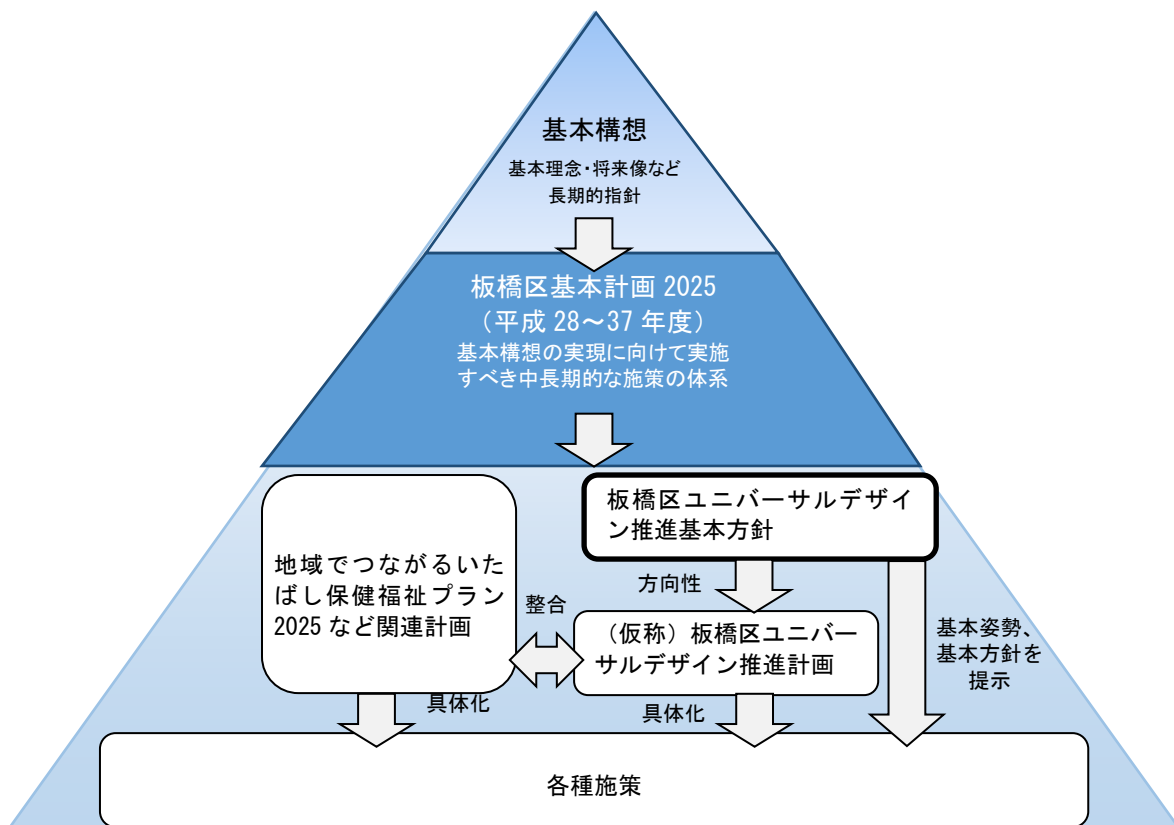 基本構想
基本理念・将来像など
長期的指針
板橋区基本計画 2025
（平成 28～37 年度）
基本構想の実現に向けて実施
すべき中長期的な施策の体系
板橋区ユニバーサルデザイ
ン推進基本方針
地域でつながるいた
ばし保健福祉プラン
2025 など関連計画
方向性
整合
（仮称）板橋区ユニバー
サルデザイン推進計画
基本姿勢、
基本方針を
提示
具体化
具体化
各種施策